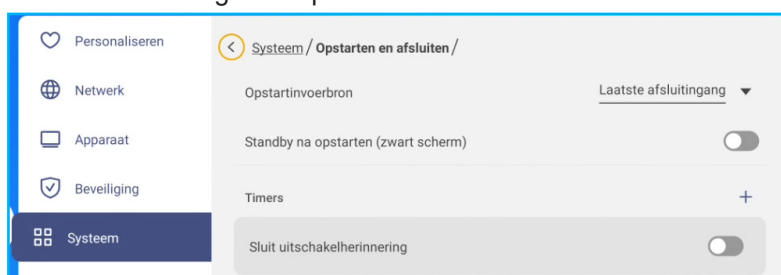 Personaliseren
Systeem / Opstarten en afsluiten /
Netwerk
Opstartinvoerbron
Laatste afsluitingang
Apparaat
Standby na opstarten (zwart scherm)
Beveiliging
Timers
Systeem
Sluit uitschakelherinnering